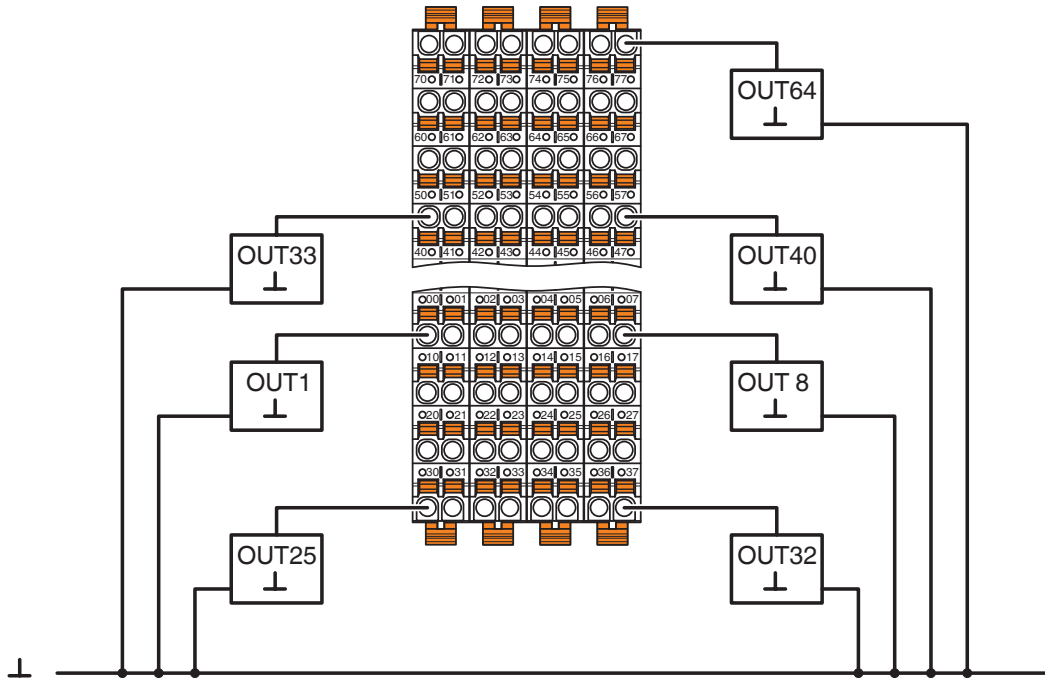 70 71 72 73 74 75 76 77
OUT64
60 61 62 63 64 65 66 67
50 51 52 53 54 55 56 57
OUT33
OUT40
40 41 42 43 44 45 46 47
00 01 02 03 04 05 06 07
10 11 12 13 14 15 16 17
OUT1
OUT 8
20 21 22 23 24 25 26 27
30 31 32 33 34 35 36 37
OUT25
OUT32